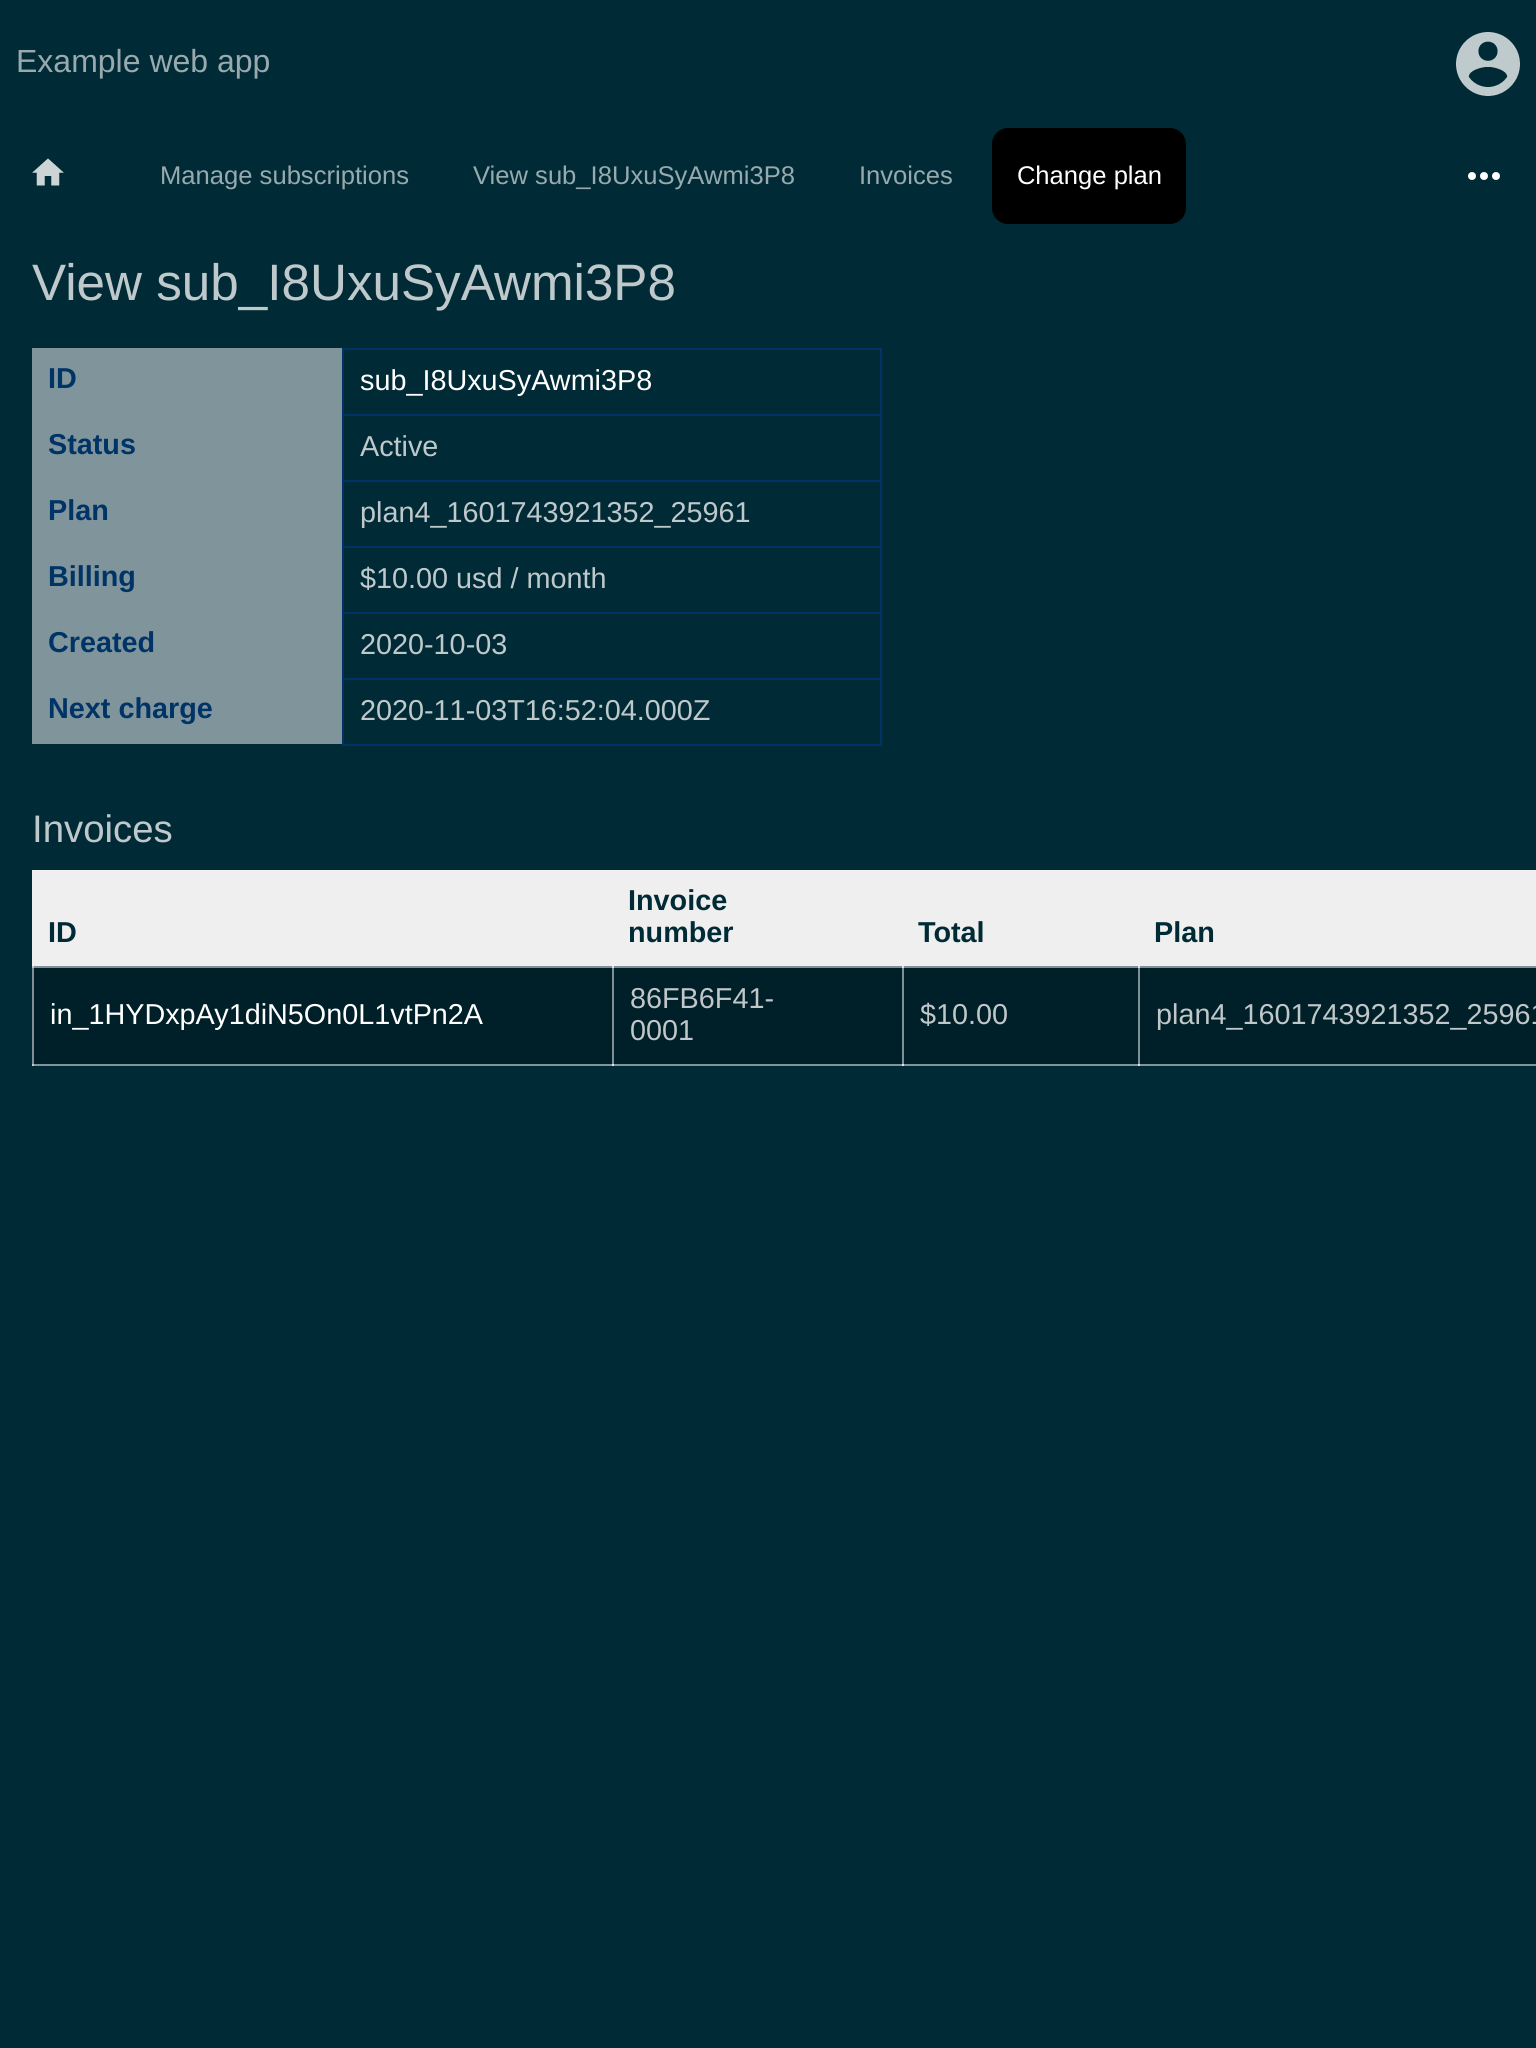 Example web app
Manage subscriptions View sub_I8UxuSyAwmi3P8 Invoices Change plan
View sub_I8UxuSyAwmi3P8
ID sub_I8UxuSyAwmi3P8
Status Active
Plan plan4_1601743921352_25961
Billing $10.00 usd / month
Created 2020-10-03
Next charge 2020-11-03T16:52:04.000Z
Invoices
ID Invoice number Total Plan
in_1HYDxpAy1diN5On0L1vtPn2A 86FB6F41-0001 $10.00 plan4_1601743921352_25961